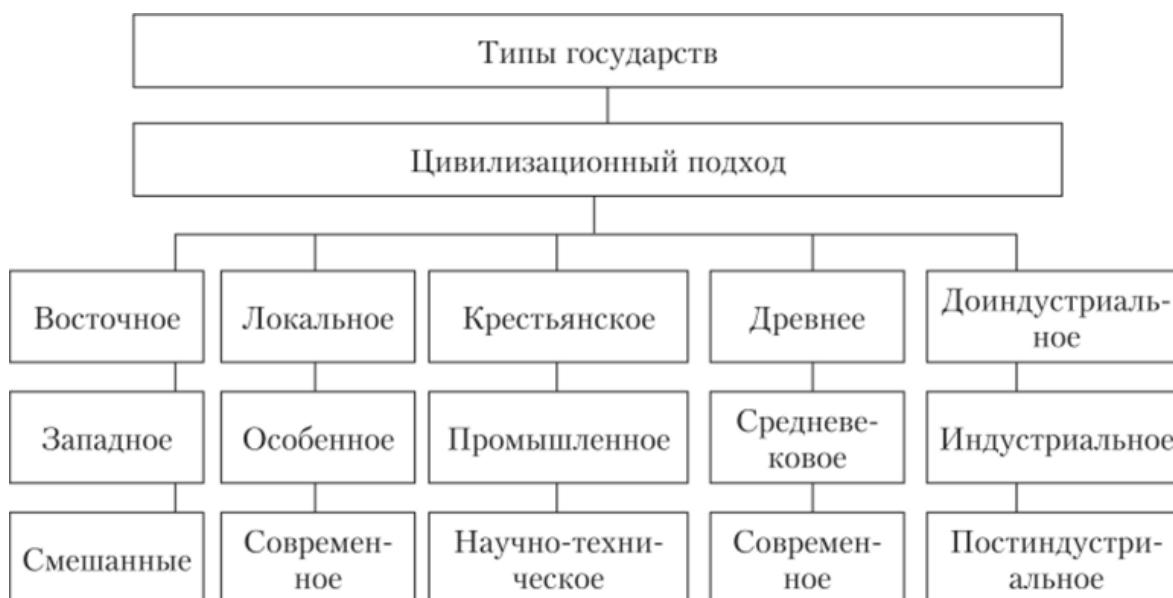 Типы государств
Цивилизационный подход
Восточное
Локальное
Крестьянское
Древнее
Доиндустриаль-
ное
Западное
Особенное
Промышленное
Средневе-
ковое
Индустриальное
Смешанные
Современ-
ное
Научно-техни-
ческое
Современ-
ное
Постиндустри-
альное